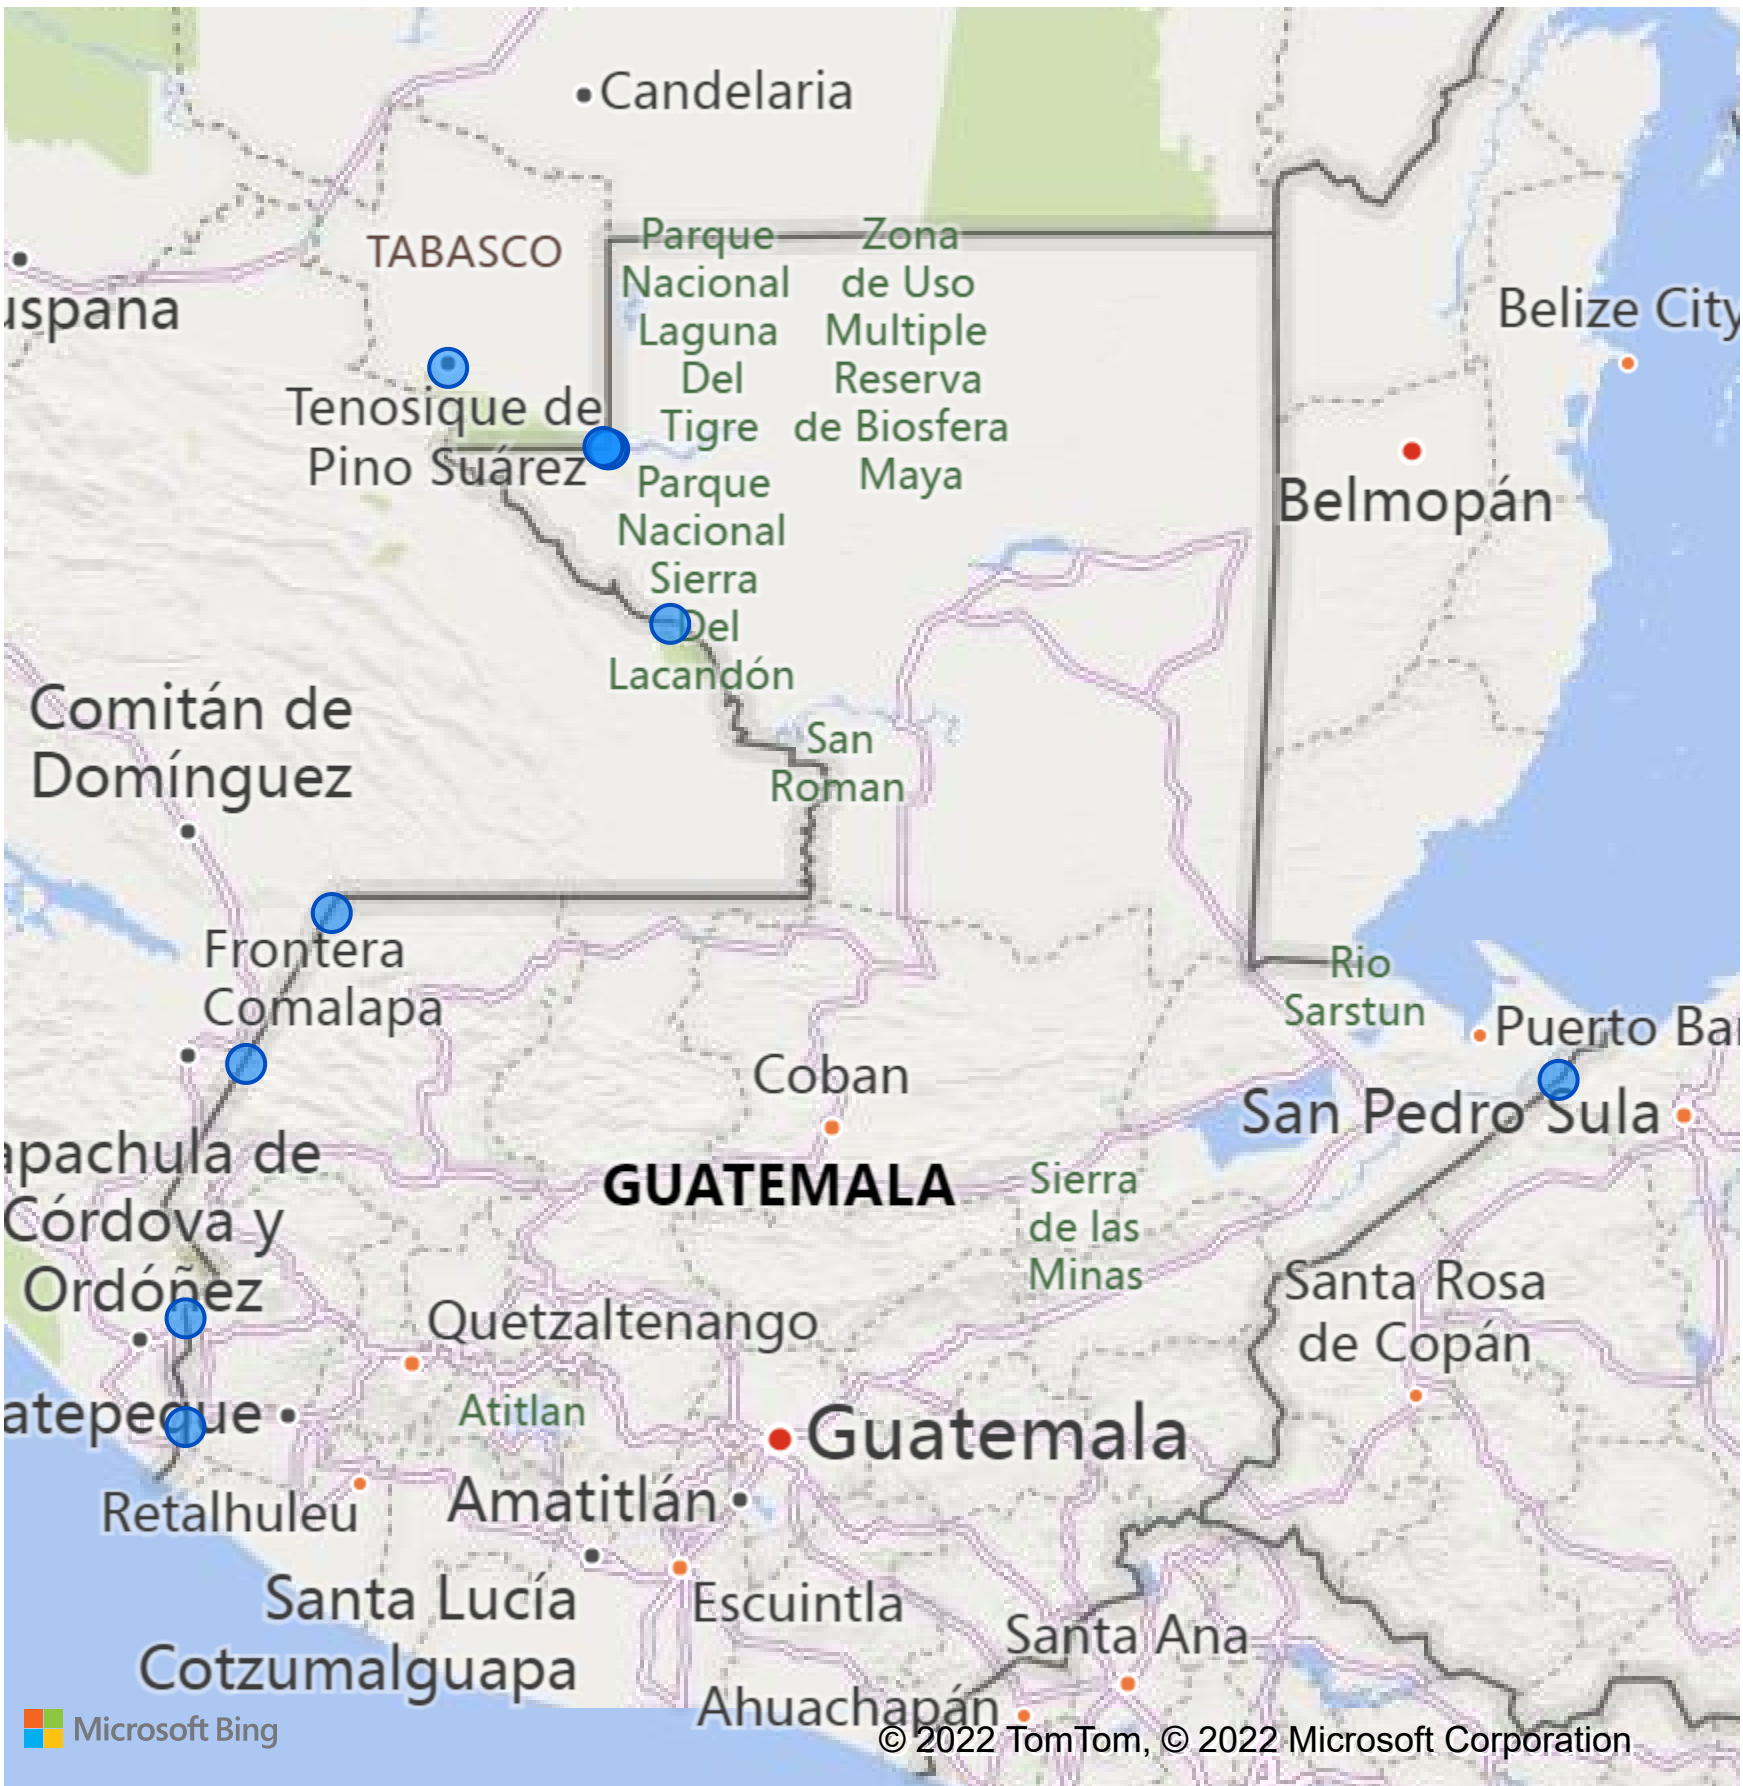 Candelaria
TABASCO
uspana
Parque
Nacional
Laguna
Del
Tigre
Zona
de Uso
Multiple
Reserva
de Biosfera
Maya
Belize City
Tenosique de
Pino Suárez
Belmopán
Parque
Nacional
Sierra
Del
Lacandón
Comitán de
Domínguez
San
Roman
Frontera
Comalapa
Rio
Sarstun
Puerto Bar
Coban
San Pedro Sula
apachula de
Córdova y
Ordóñez
GUATEMALA
Sierra
de las
Minas
Santa Rosa
de Copán
Quetzaltenango
atepeque
Atitlan
Guatemala
Retalhuleu
Amatitlán
Santa Lucía
Cotzumalguapa
Escuintla
Santa Ana
Ahuachapán
Microsoft Bing
© 2022 TomTom, © 2022 Microsoft Corporation